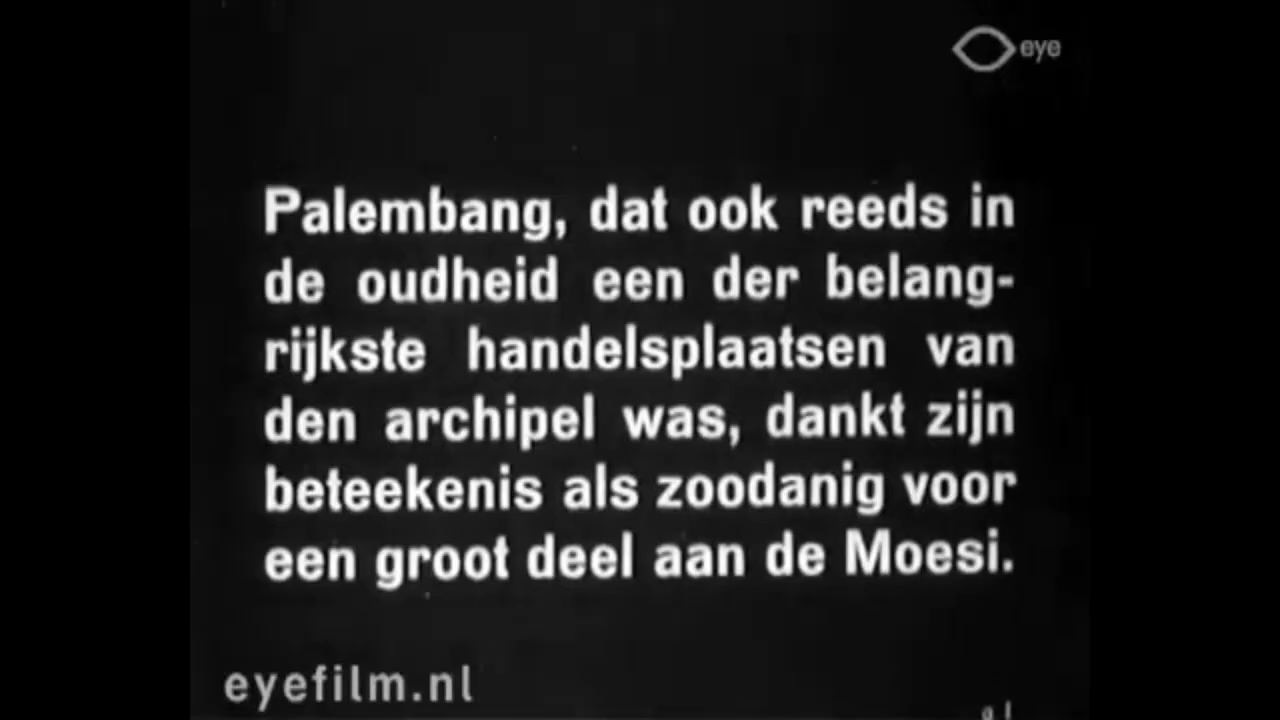 eye
Palembang, dat ook reeds in
de oudheid een der belang-
rijkste handelsplaatsen van
den archipel was, dankt zijn
beteekenis als zoodanig voor
een groot deel aan de Moesi.
eyefilm.nl